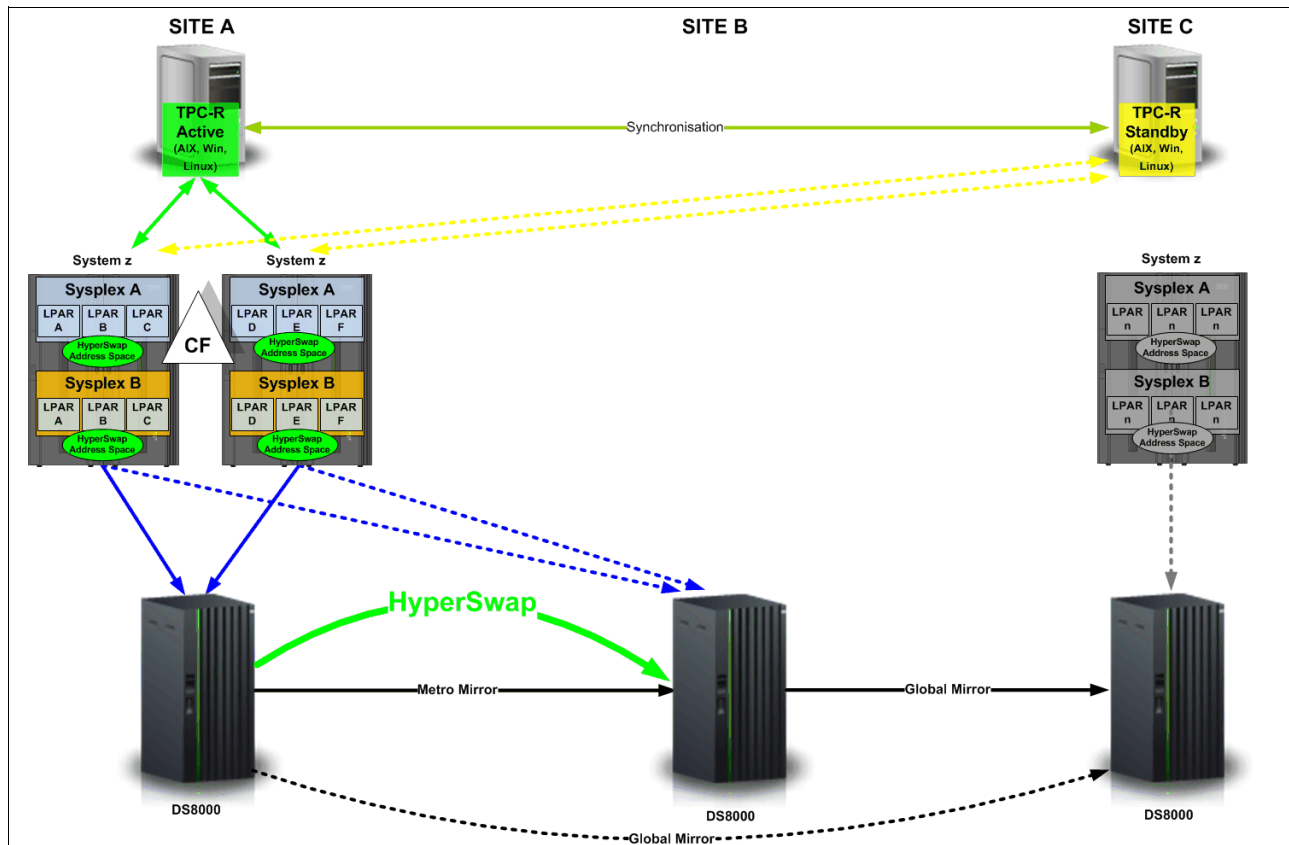 SITE A
SITE B
SITE C
TPC-R
Active
(AIX, Win,
Linux)
Synchronisation
TPC-R
Standby
(AIX, Win,
Linux)
System z
System z
System z
Sysplex A
LPAR
A
LPAR
B
LPAR
C
HyperSwap
Address Space
Sysplex B
LPAR
A
LPAR
B
LPAR
C
HyperSwap
Address Space
CF
Sysplex A
LPAR
D
LPAR
E
LPAR
F
HyperSwap
Address Space
Sysplex B
LPAR
D
LPAR
E
LPAR
F
HyperSwap
Address Space
Sysplex A
LPAR
n
LPAR
n
LPAR
n
HyperSwap
Address Space
Sysplex B
LPAR
n
LPAR
n
LPAR
n
HyperSwap
Address Space
HyperSwap
Metro Mirror
Global Mirror
DS8000
DS8000
DS8000
Global Mirror